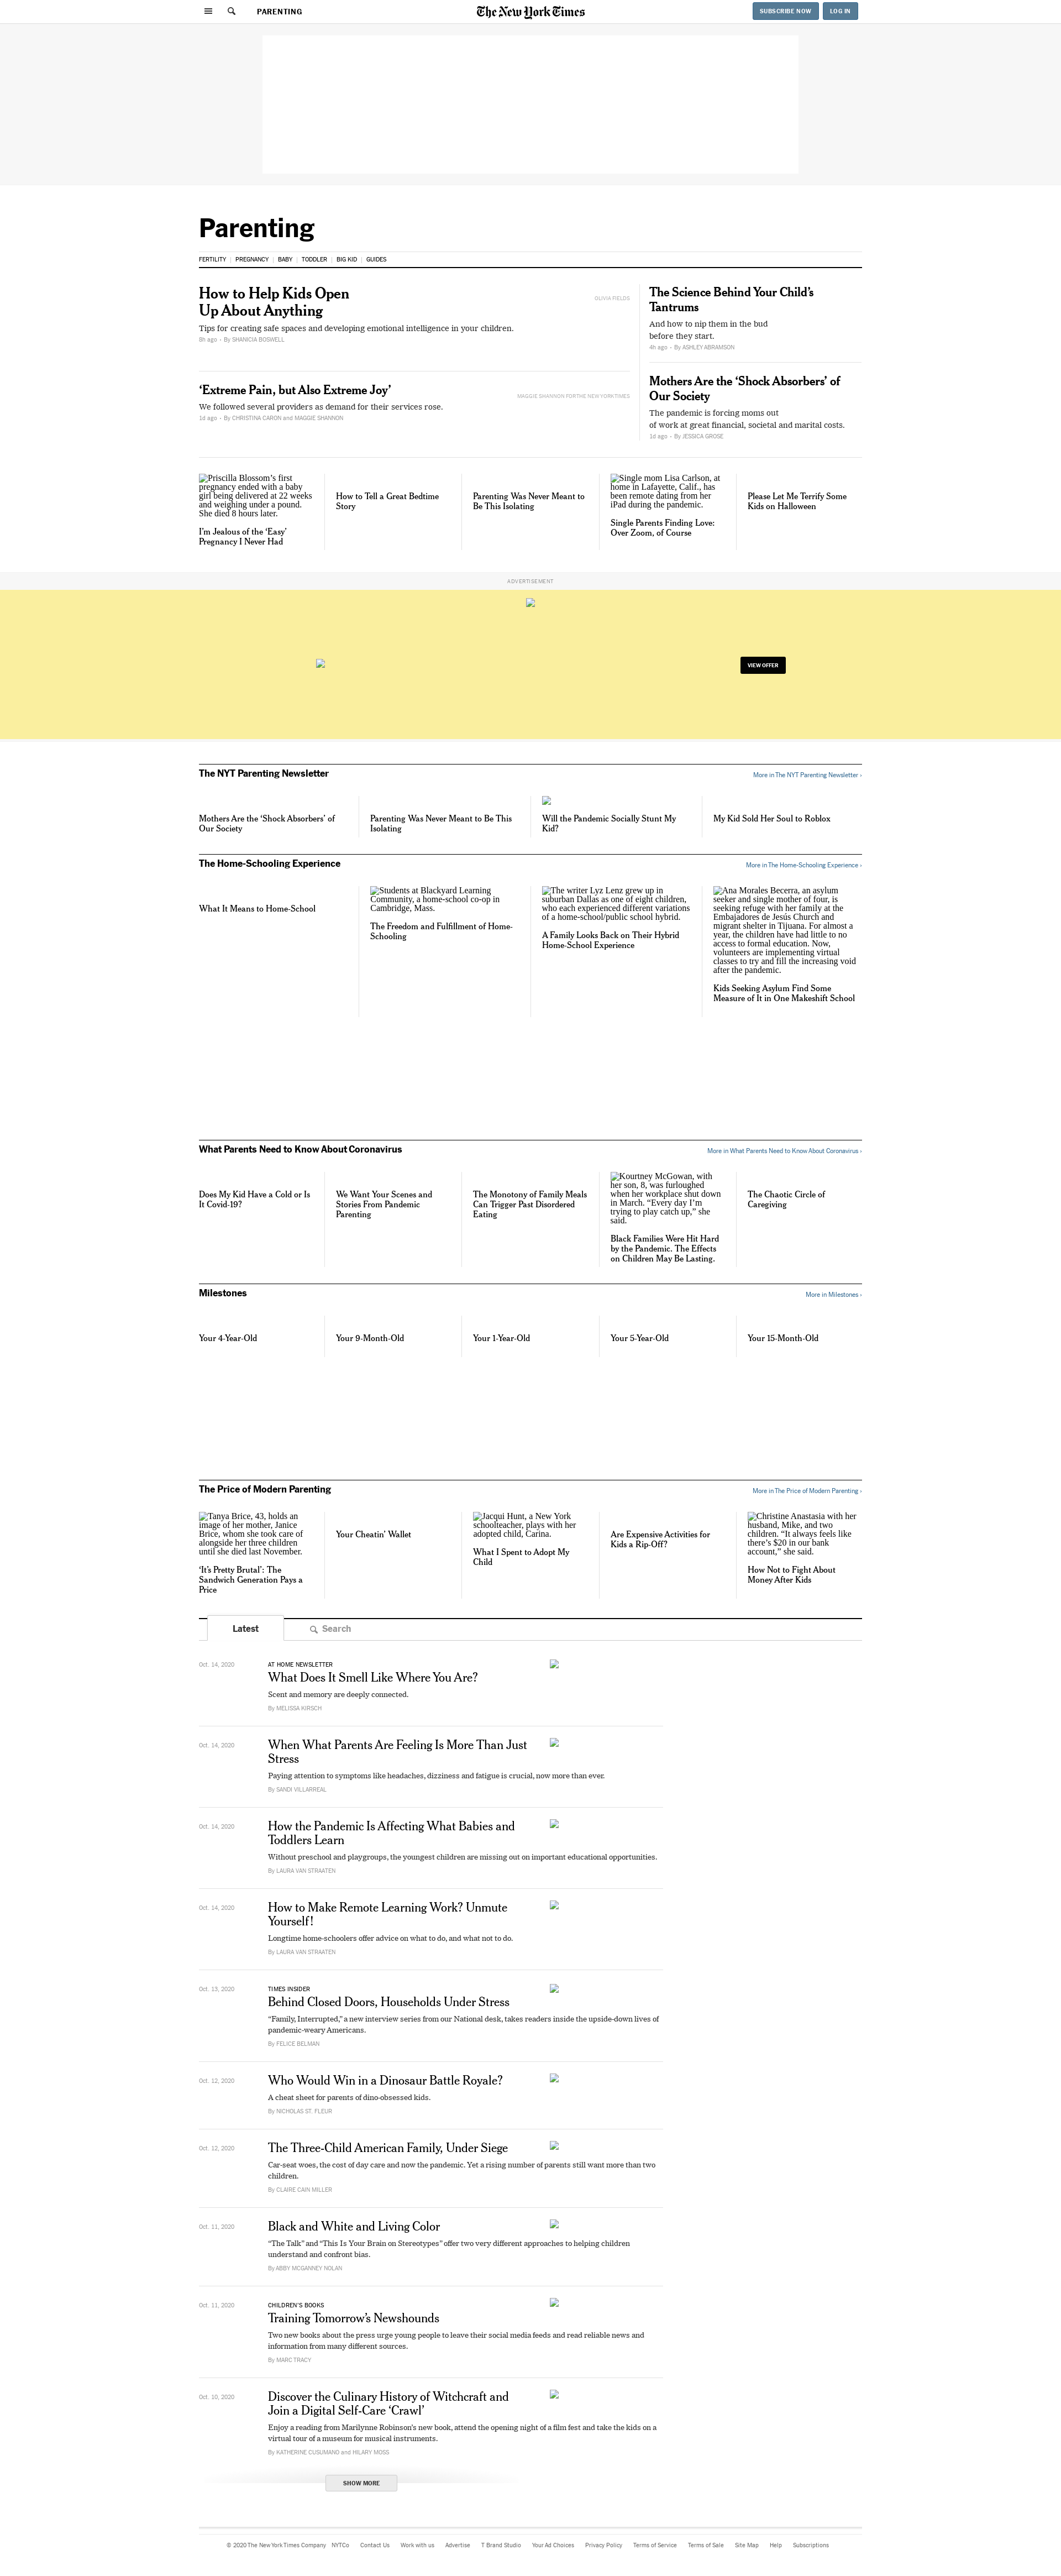 PARENTING
The New York Times
SUBSCRIBE NOW
LOG IN
Parenting
FERTILITY
PREGNANCY
BABY
TODDLER
BIG KID
GUIDES
How to Help Kids Open
Up About Anything
Tips for creating safe spaces and developing emotional intelligence in your children.
8h ago · By SHANICIA BOSWELL
OLIVIA FIELDS
‘Extreme Pain, but Also Extreme Joy’
We followed several providers as demand for their services rose.
1d ago · By CHRISTINA CARON and MAGGIE SHANNON
MAGGIE SHANNON FOR THE NEW YORK TIMES
The Science Behind Your Child’s
Tantrums
And how to nip them in the bud
before they start.
4h ago · By ASHLEY ABRAMSON
Mothers Are the ‘Shock Absorbers’ of
Our Society
The pandemic is forcing moms out
of work at great financial, societal and marital costs.
1d ago · By JESSICA GROSE
Priscilla Blossom’s first
pregnancy ended with a baby
girl being delivered at 22 weeks
and weighing under a pound.
She died 8 hours later.
I’m Jealous of the ‘Easy’
Pregnancy I Never Had
How to Tell a Great Bedtime
Story
Parenting Was Never Meant to
Be This Isolating
Single mom Lisa Carlson, at
home in Lafayette, Calif., has
been remote dating from her
iPad during the pandemic.
Single Parents Finding Love:
Over Zoom, of Course
Please Let Me Terrify Some
Kids on Halloween
ADVERTISEMENT
VIEW OFFER
The NYT Parenting Newsletter
More in The NYT Parenting Newsletter ›
Mothers Are the ‘Shock Absorbers’ of
Our Society
Parenting Was Never Meant to Be This
Isolating
Will the Pandemic Socially Stunt My
Kid?
My Kid Sold Her Soul to Roblox
The Home-Schooling Experience
More in The Home-Schooling Experience ›
What It Means to Home-School
Students at Blackyard Learning
Community, a home-school co-op in
Cambridge, Mass.
The Freedom and Fulfillment of Home-
Schooling
The writer Lyz Lenz grew up in
suburban Dallas as one of eight children,
who each experienced different variations
of a home-school/public school hybrid.
A Family Looks Back on Their Hybrid
Home-School Experience
Ana Morales Becerra, an asylum
seeker and single mother of four, is
seeking refuge with her family at the
Embajadores de Jesús Church and
migrant shelter in Tijuana. For almost a
year, the children have had little to no
access to formal education. Now,
volunteers are implementing virtual
classes to try and fill the increasing void
after the pandemic.
Kids Seeking Asylum Find Some
Measure of It in One Makeshift School
What Parents Need to Know About Coronavirus
More in What Parents Need to Know About Coronavirus ›
Does My Kid Have a Cold or Is
It Covid-19?
We Want Your Scenes and
Stories From Pandemic
Parenting
The Monotony of Family Meals
Can Trigger Past Disordered
Eating
Kourtney McGowan, with
her son, 8, was furloughed
when her workplace shut down
in March. “Every day I’m
trying to play catch up,” she
said.
Black Families Were Hit Hard
by the Pandemic. The Effects
on Children May Be Lasting.
The Chaotic Circle of
Caregiving
Milestones
More in Milestones ›
Your 4-Year-Old
Your 9-Month-Old
Your 1-Year-Old
Your 5-Year-Old
Your 15-Month-Old
The Price of Modern Parenting
More in The Price of Modern Parenting ›
Tanya Brice, 43, holds an
image of her mother, Janice
Brice, whom she took care of
alongside her three children
until she died last November.
‘It’s Pretty Brutal’: The
Sandwich Generation Pays a
Price
Your Cheatin’ Wallet
Jacqui Hunt, a New York
schoolteacher, plays with her
adopted child, Carina.
What I Spent to Adopt My
Child
Are Expensive Activities for
Kids a Rip-Off?
Christine Anastasia with her
husband, Mike, and two
children. “It always feels like
there’s $20 in our bank
account,” she said.
How Not to Fight About
Money After Kids
Latest
Search
Oct. 14, 2020
AT HOME NEWSLETTER
What Does It Smell Like Where You Are?
Scent and memory are deeply connected.
By MELISSA KIRSCH
Oct. 14, 2020
When What Parents Are Feeling Is More Than Just
Stress
Paying attention to symptoms like headaches, dizziness and fatigue is crucial, now more than ever.
By SANDI VILLARREAL
Oct. 14, 2020
How the Pandemic Is Affecting What Babies and
Toddlers Learn
Without preschool and playgroups, the youngest children are missing out on important educational opportunities.
By LAURA VAN STRAATEN
Oct. 14, 2020
How to Make Remote Learning Work? Unmute
Yourself!
Longtime home-schoolers offer advice on what to do, and what not to do.
By LAURA VAN STRAATEN
Oct. 13, 2020
TIMES INSIDER
Behind Closed Doors, Households Under Stress
“Family, Interrupted,” a new interview series from our National desk, takes readers inside the upside-down lives of
pandemic-weary Americans.
By FELICE BELMAN
Oct. 12, 2020
Who Would Win in a Dinosaur Battle Royale?
A cheat sheet for parents of dino-obsessed kids.
By NICHOLAS ST. FLEUR
Oct. 12, 2020
The Three-Child American Family, Under Siege
Car-seat woes, the cost of day care and now the pandemic. Yet a rising number of parents still want more than two
children.
By CLAIRE CAIN MILLER
Oct. 11, 2020
Black and White and Living Color
“The Talk” and “This Is Your Brain on Stereotypes” offer two very different approaches to helping children
understand and confront bias.
By ABBY MCGANNEY NOLAN
Oct. 11, 2020
CHILDREN’S BOOKS
Training Tomorrow’s Newshounds
Two new books about the press urge young people to leave their social media feeds and read reliable news and
information from many different sources.
By MARC TRACY
Oct. 10, 2020
Discover the Culinary History of Witchcraft and
Join a Digital Self-Care ‘Crawl’
Enjoy a reading from Marilynne Robinson’s new book, attend the opening night of a film fest and take the kids on a
virtual tour of a museum for musical instruments.
By KATHERINE CUSUMANO and HILARY MOSS
SHOW MORE
© 2020 The New York Times Company
NYTCo
Contact Us
Work with us
Advertise
T Brand Studio
Your Ad Choices
Privacy Policy
Terms of Service
Terms of Sale
Site Map
Help
Subscriptions